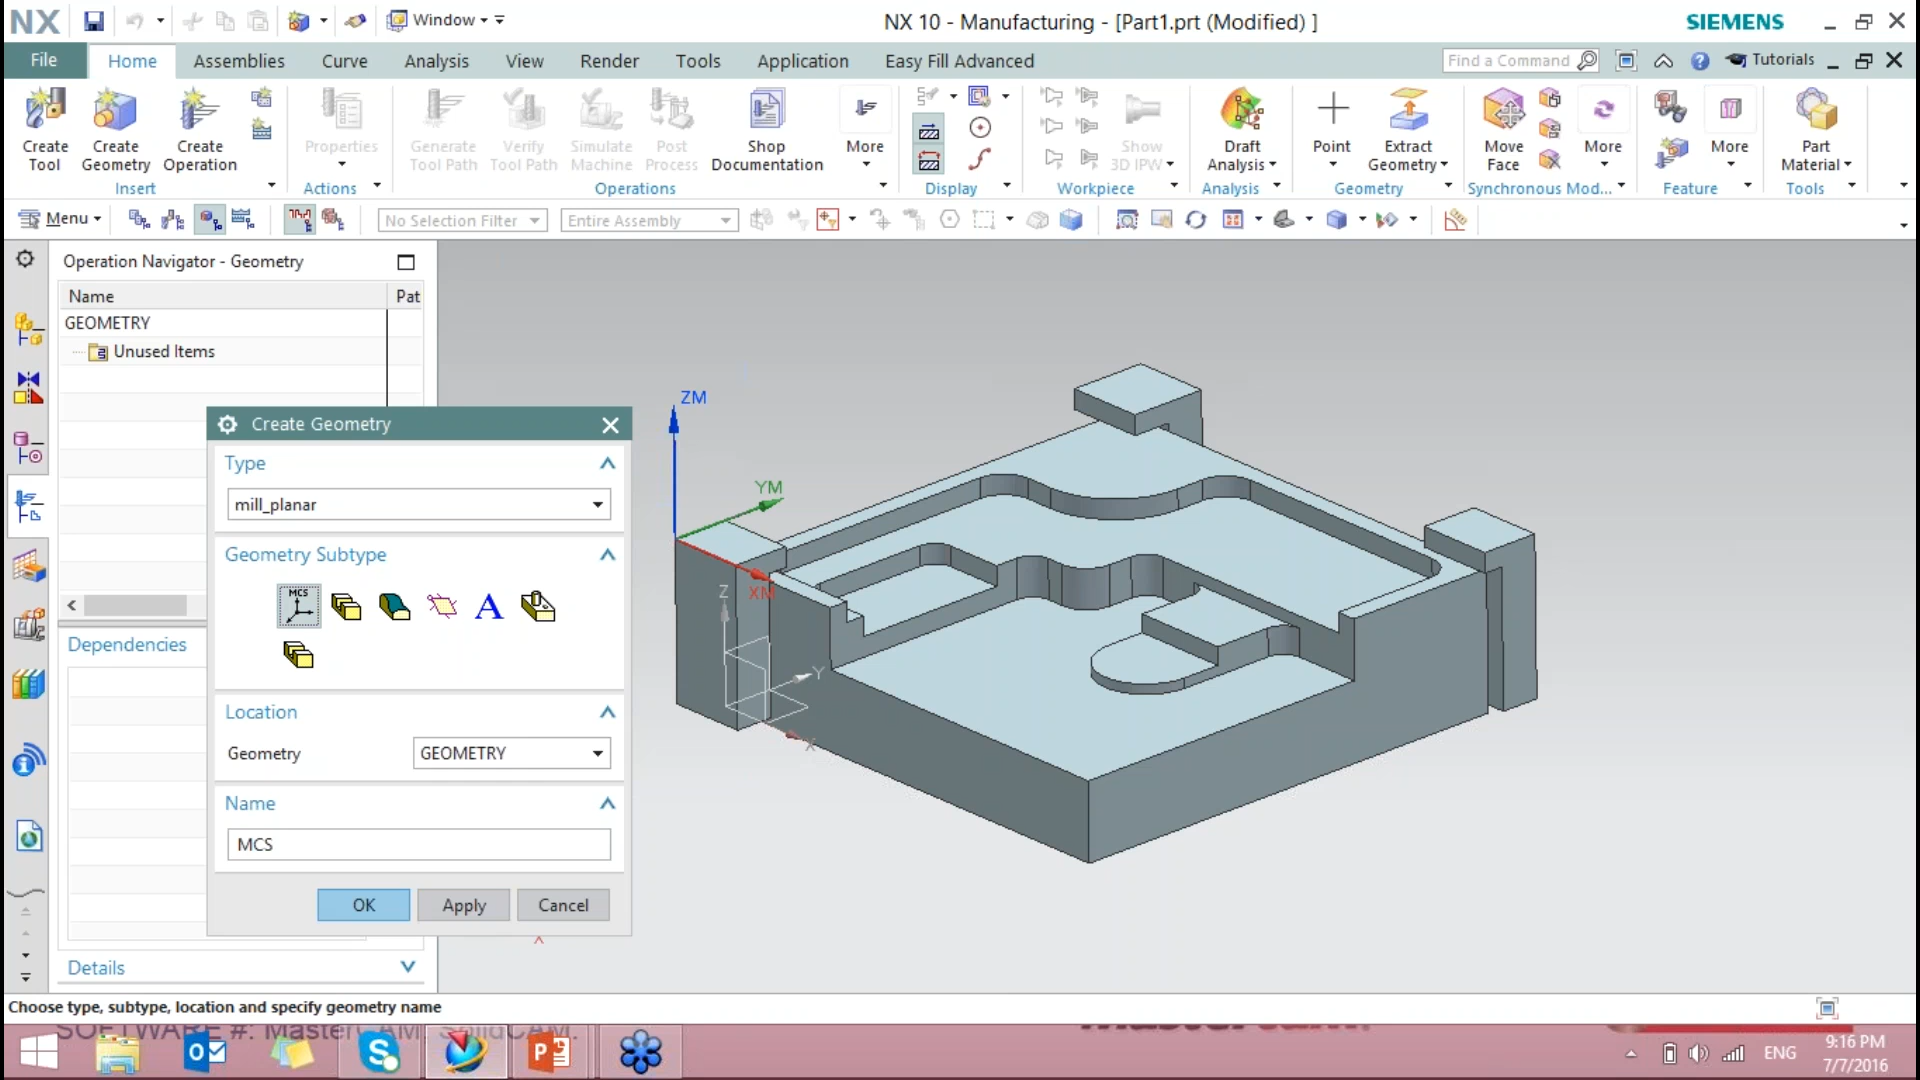 NX
Window
NX 10 - Manufacturing - [Part1.prt (Modified) ]
SIEMENS
File
Home
Assemblies
Curve
Analysis
View
Render
Tools
Application
Easy Fill Advanced
Find a Command
Tutorials
Create Tool
Create Geometry
Create Operation
Properties
Generate Tool Path
Verify Tool Path
Simulate Machine
Post Process
Shop Documentation
More
Show 3D IPW
Draft Analysis
Point
Extract Geometry
Move Face
More
More
Part Material
Insert
Actions
Operations
Display
Workpiece
Analysis
Geometry
Synchronous Mod...
Feature
Tools
Menu
No Selection Filter
Entire Assembly
Operation Navigator - Geometry
Name
Pat
GEOMETRY
Unused Items
Create Geometry
Type
mill_planar
Geometry Subtype
MCS
A
Location
Geometry
GEOMETRY
Name
MCS
OK
Apply
Cancel
Dependencies
Details
ZM
YM
XM
Z
Y
X
Choose type, subtype, location and specify geometry name
SOFTWARE #: MasterCAM, SolidCAM.
ENG
9:16 PM
7/7/2016